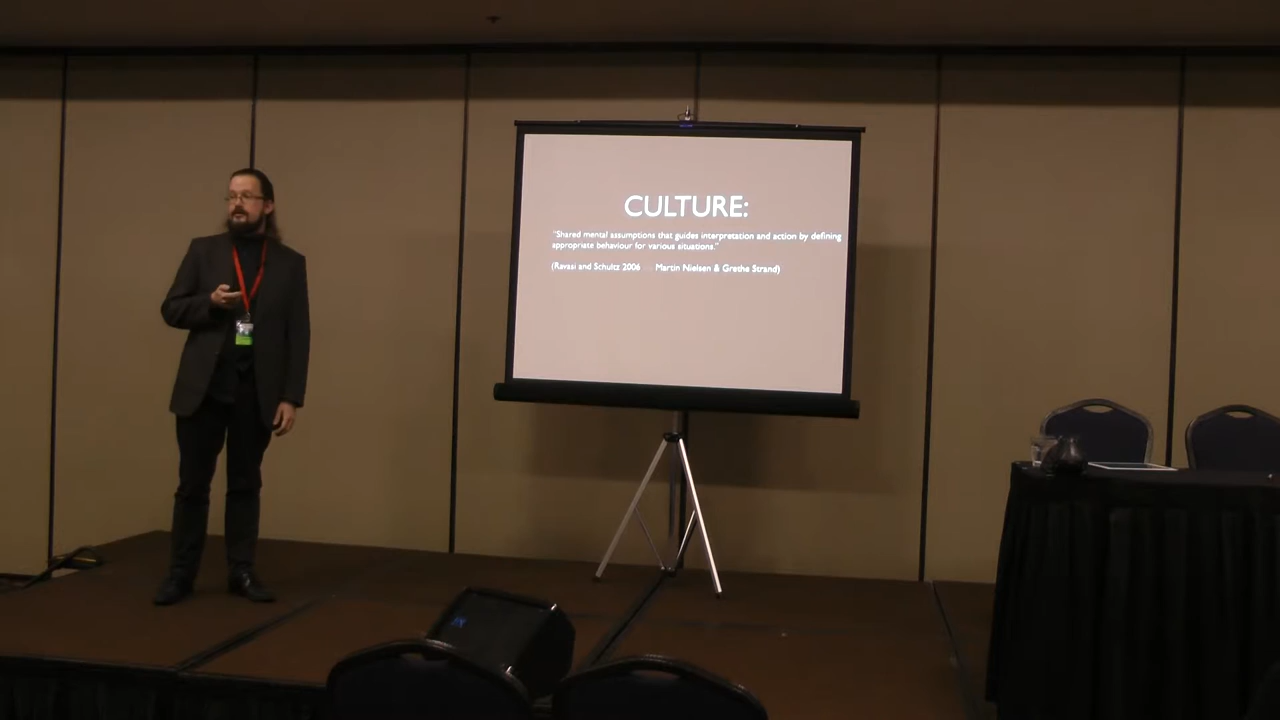 CULTURE:
"Shared mental assumptions that guides interpretation and action by defining
appropriate behaviour for various situations."
(Ravasi and Schultz 2006 Martin Nielsen & Grethe Strand)